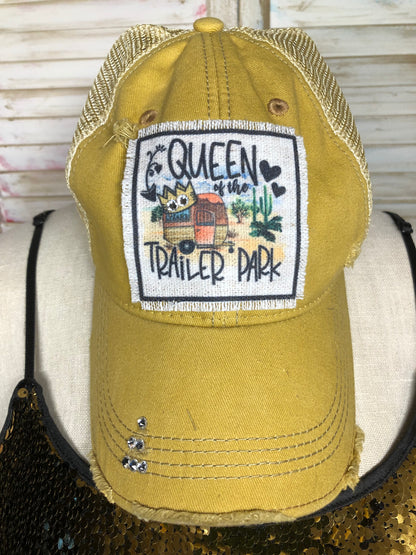 QUEEN
of the
TRAILER PARK